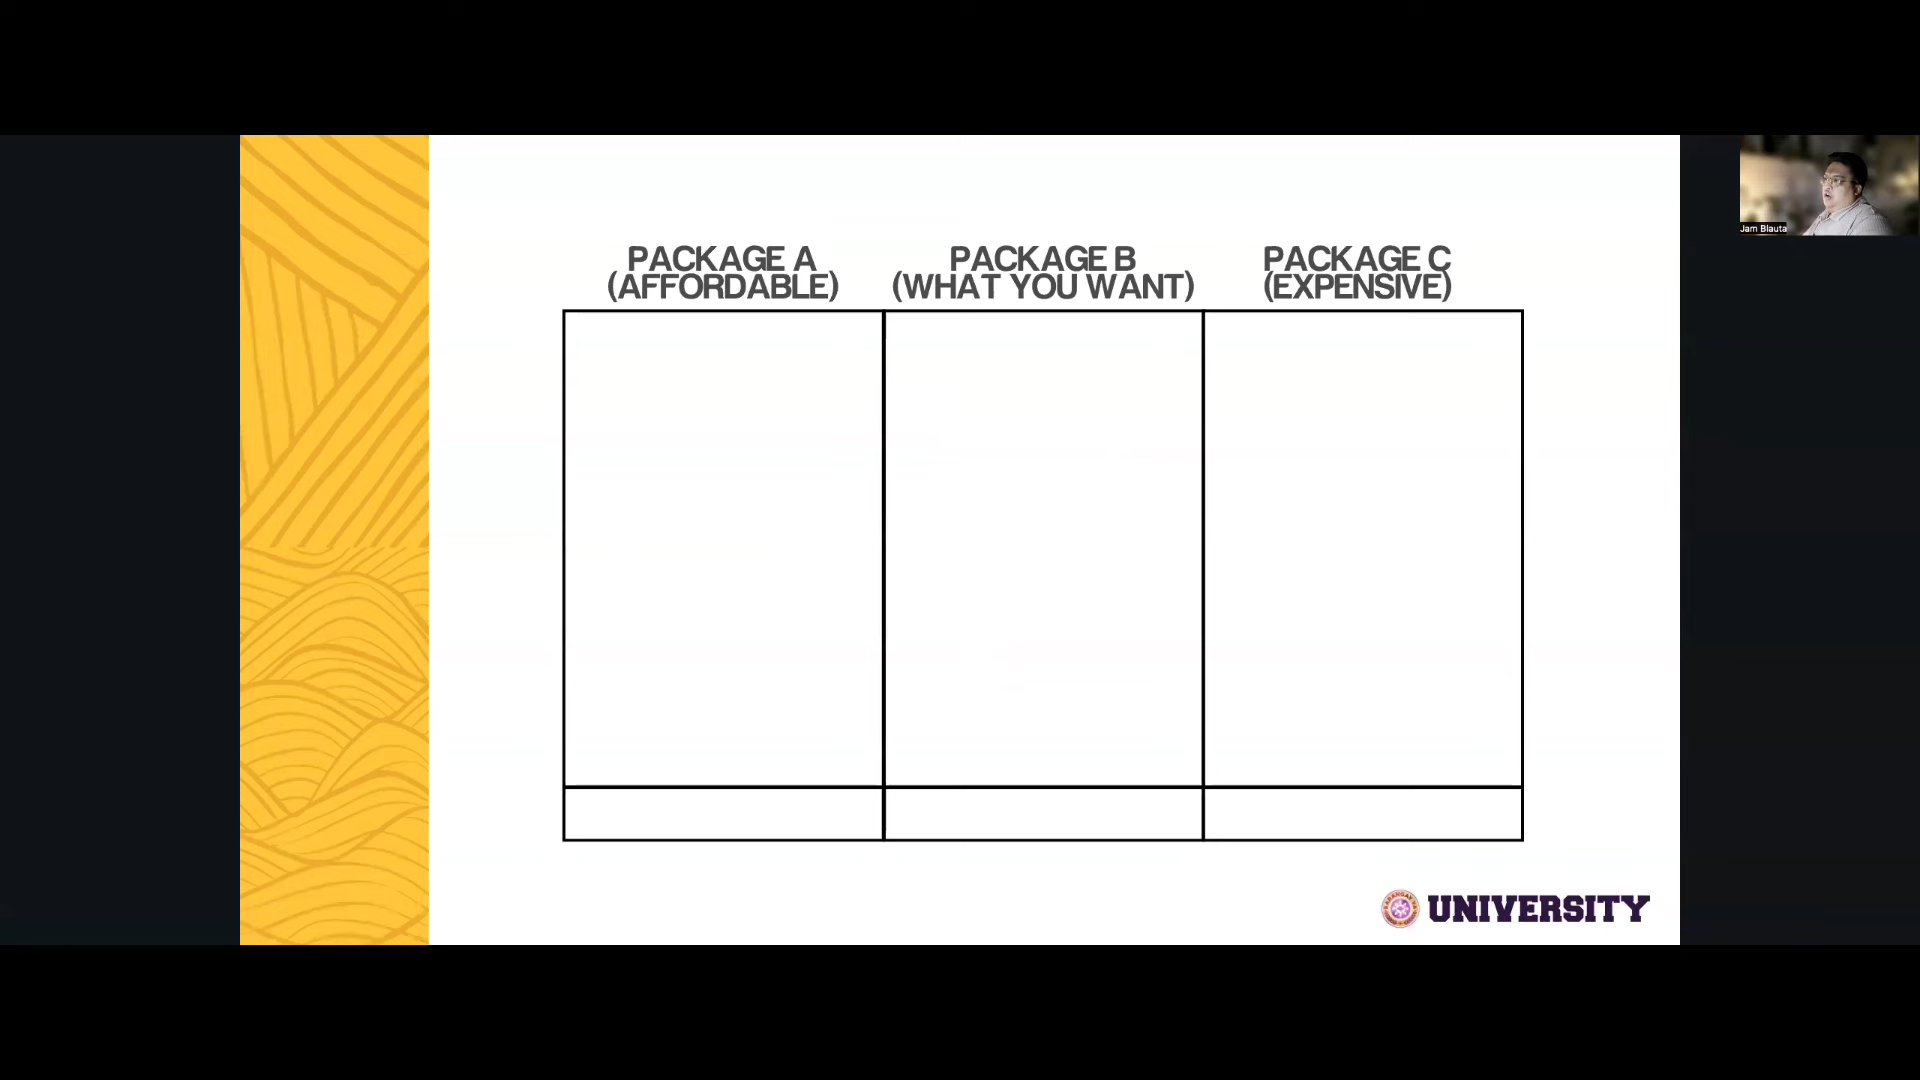 PACKAGE A
(AFFORDABLE)
PACKAGE B
(WHAT YOU WANT)
PACKAGE C
(EXPENSIVE)
Jam Blauta
UNIVERSITY